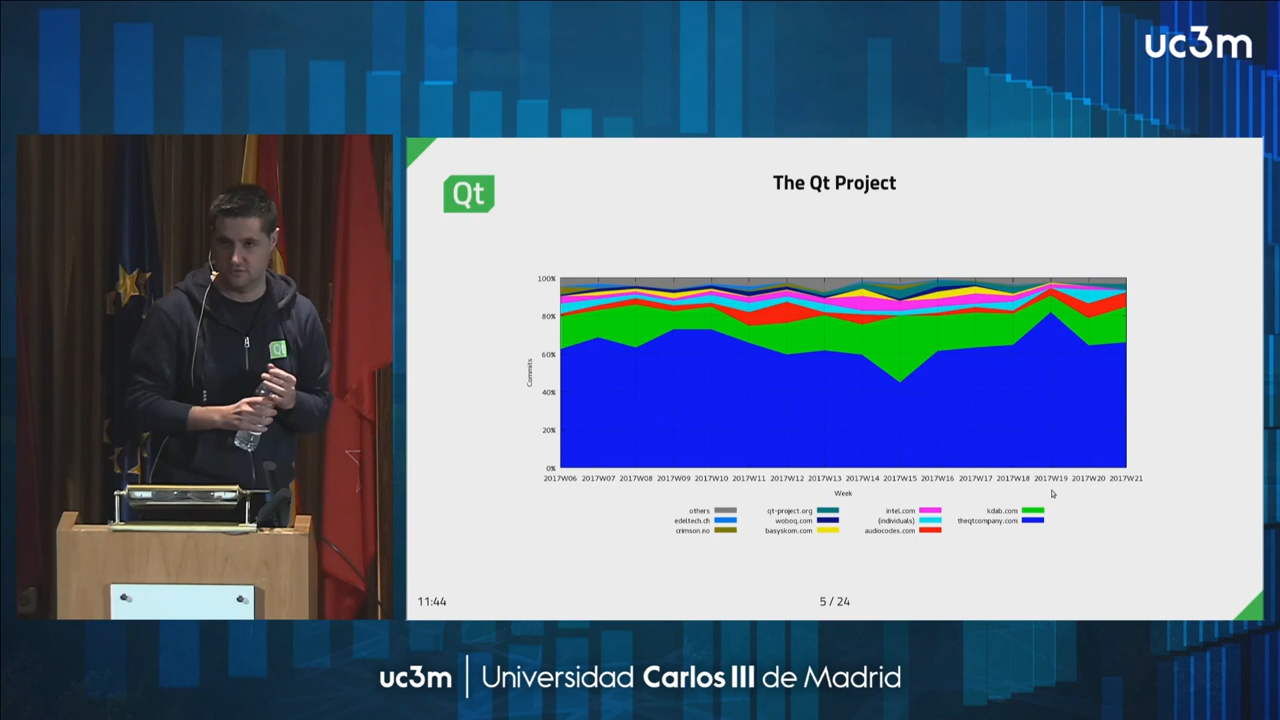 uc3m
Qt
The Qt Project
Qt
100%
80%
60%
40%
20%
0%
Commits
2017W06 2017W07 2017W08 2017W09 2017W10 2017W11 2017W12 2017W13 2017W14 2017W15 2017W16 2017W17 2017W18 2017W19 2017W20 2017W21
Week
others qt-project.org intel.com kdab.com
edeltech.ch woboq.com (individuals) theqtcompany.com
crimson.no basyskom.com audiocodes.com
11:44 5 / 24
uc3m | Universidad Carlos III de Madrid